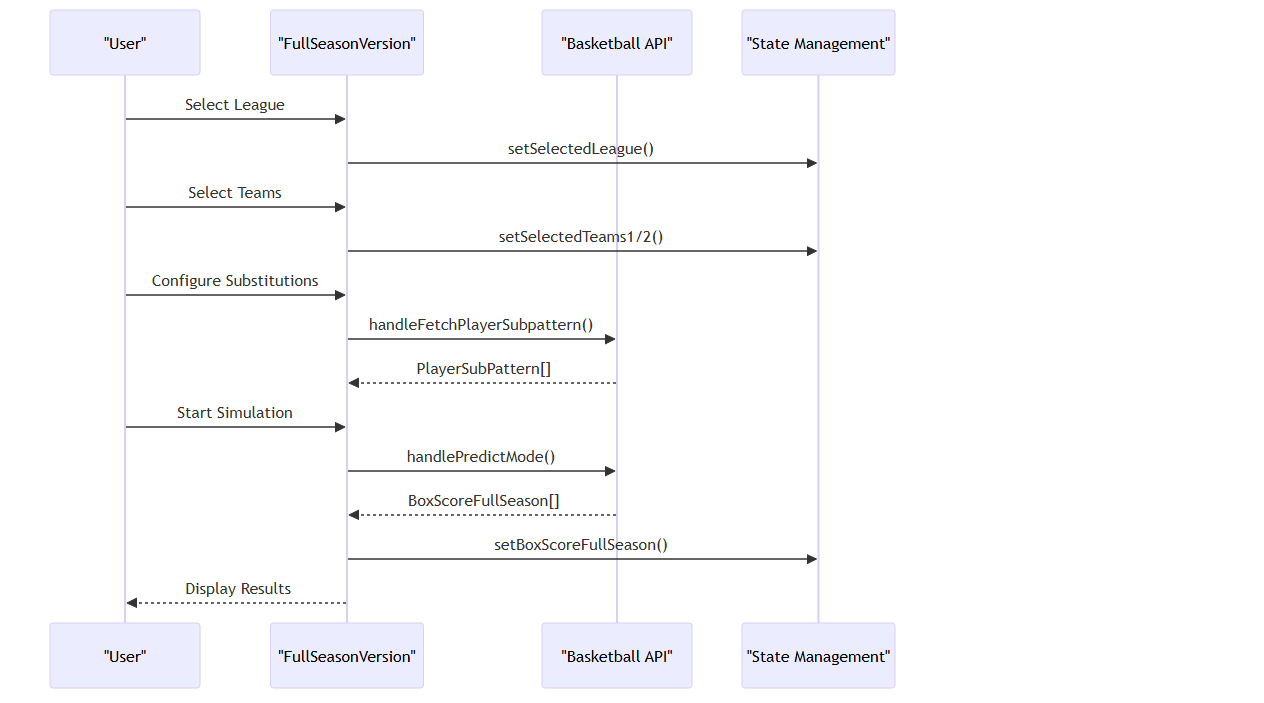 "User"
"FullSeasonVersion"
"Basketball API"
"State Management"
Select League
setSelectedLeague()
Select Teams
setSelectedTeams1/2()
Configure Substitutions
handleFetchPlayerSubpattern()
PlayerSubPattern[]
Start Simulation
handlePredictMode()
BoxScoreFullSeason[]
setBoxScoreFullSeason()
Display Results
"User"
"FullSeasonVersion"
"Basketball API"
"State Management"